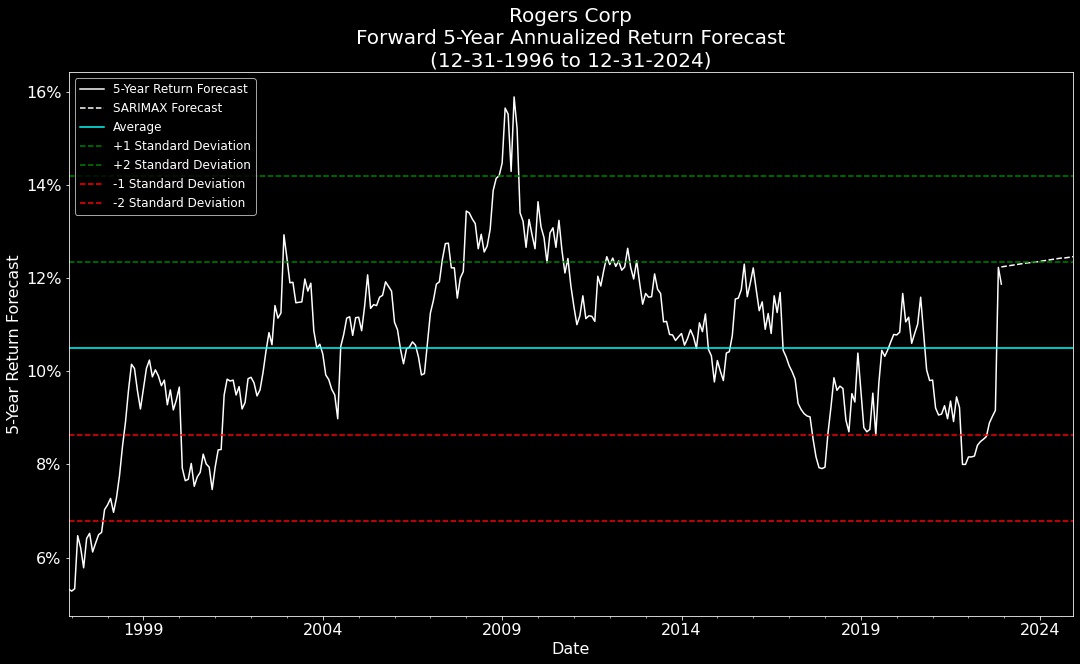 Rogers Corp
Forward 5-Year Annualized Return Forecast
(12-31-1996 to 12-31-2024)
5-Year Return Forecast
SARIMAX Forecast
Average
+1 Standard Deviation
+2 Standard Deviation
-1 Standard Deviation
-2 Standard Deviation
16%
14%
12%
10%
8%
6%
5-Year Return Forecast
1999
2004
2009
2014
2019
2024
Date